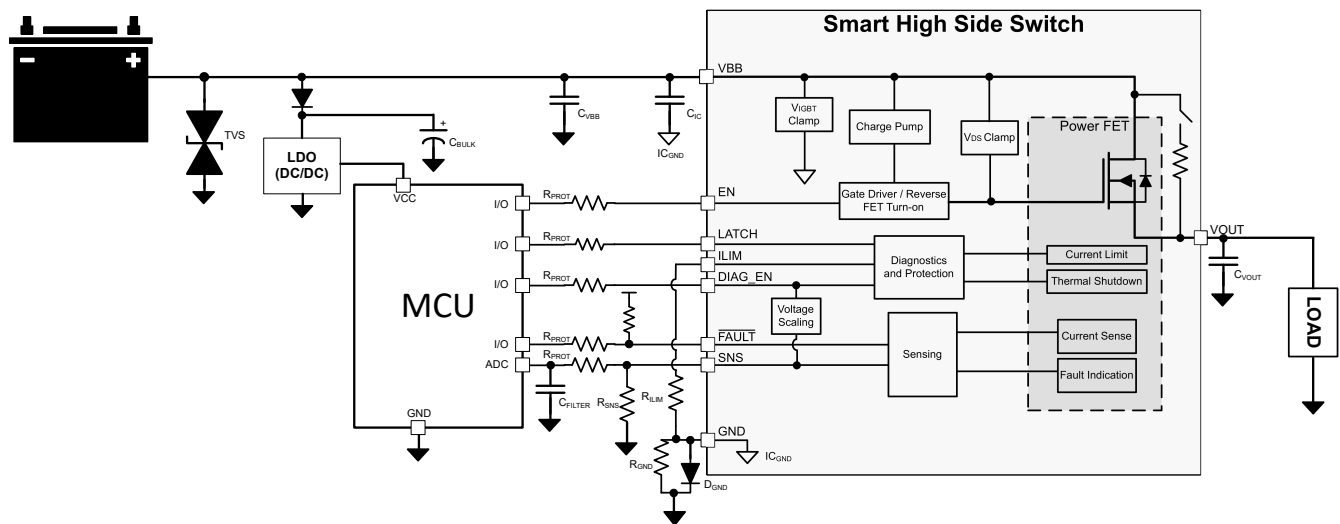 Smart High Side Switch
− +
VBB
TVS
LDO
(DC/DC)
+
CBULK
CVBB
CIC
ICGND
VIGBT
Clamp
Charge Pump
VDS Clamp
Power FET
VCC
I/O
RPROT
EN
Gate Driver / Reverse
FET Turn-on
I/O
RPROT
LATCH
ILIM
Diagnostics
and Protection
Current Limit
VOUT
CVOUT
I/O
RPROT
DIAG_EN
Thermal Shutdown
MCU
Voltage
Scaling
LOAD
I/O
RPROT
FAULT
Sensing
Current Sense
ADC
RPROT
SNS
Fault Indication
CFILTER
RSNS
RILIM
GND
GND
ICGND
RGND
DGND